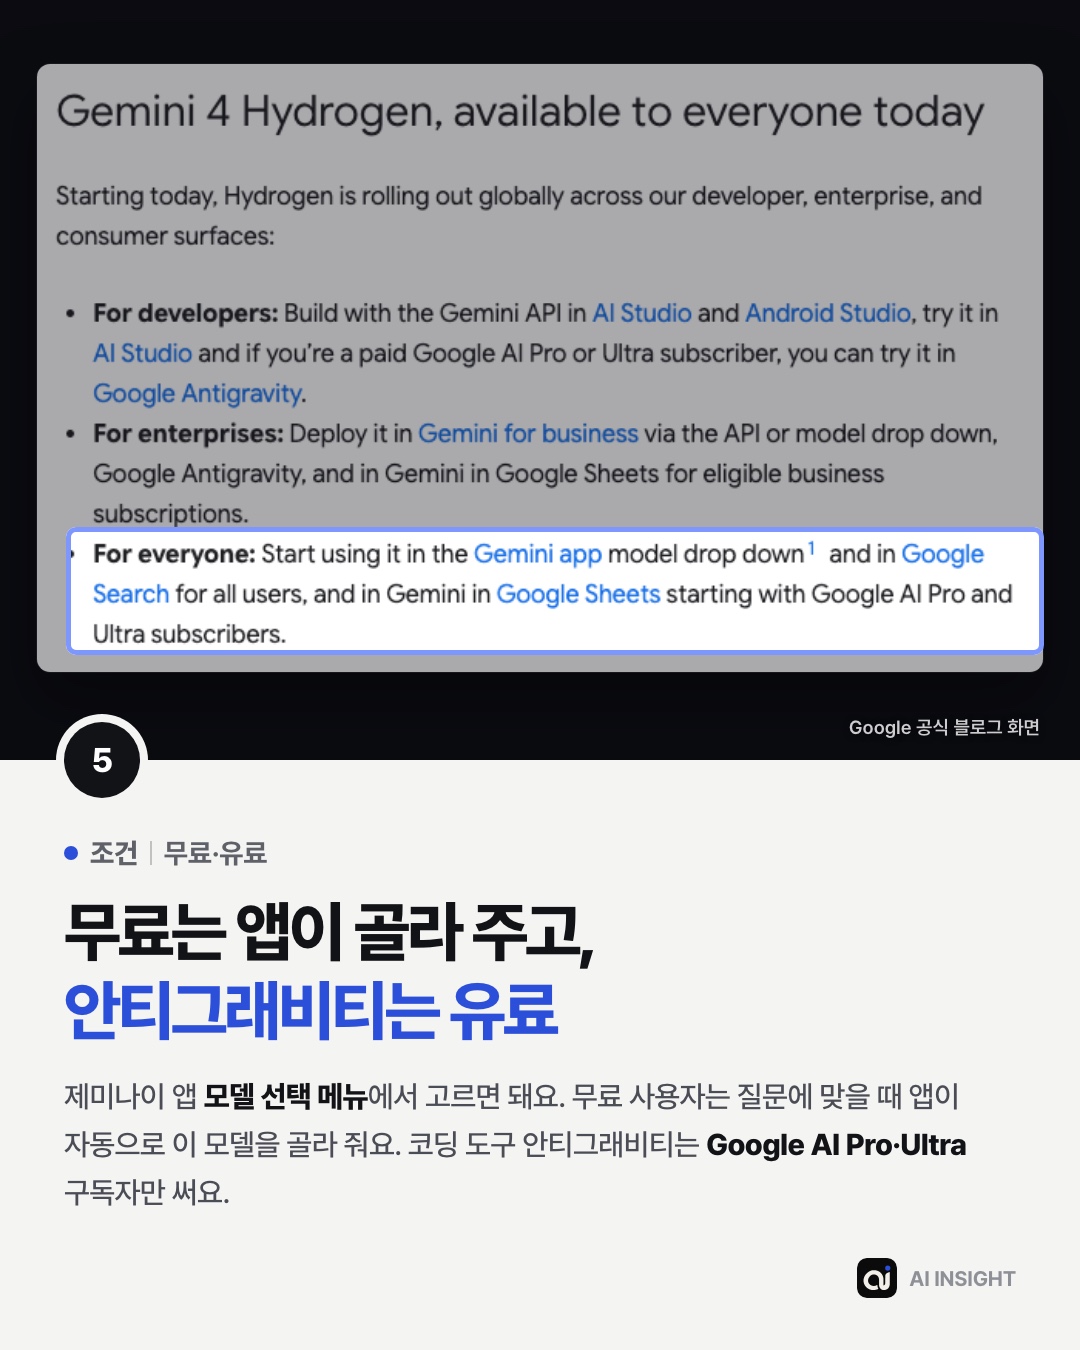 Gemini 4 Hydrogen, available to everyone today
Starting today, Hydrogen is rolling out globally across our developer, enterprise, and
consumer surfaces:
• For developers: Build with the Gemini API in AI Studio and Android Studio, try it in
AI Studio and if you’re a paid Google AI Pro or Ultra subscriber, you can try it in
Google Antigravity.
• For enterprises: Deploy it in Gemini for business via the API or model drop down,
Google Antigravity, and in Gemini in Google Sheets for eligible business
subscriptions.
• For everyone: Start using it in the Gemini app model drop down1 and in Google
Search for all users, and in Gemini in Google Sheets starting with Google AI Pro and
Ultra subscribers.
Google 공식 블로그 화면
5
조건 | 무료·유료
무료는 앱이 골라 주고,
안티그래비티는 유료
제미나이 앱 모델 선택 메뉴에서 고르면 돼요. 무료 사용자는 질문에 맞을 때 앱이
자동으로 이 모델을 골라 줘요. 코딩 도구 안티그래비티는 Google AI Pro·Ultra
구독자만 써요.
ai AI INSIGHT